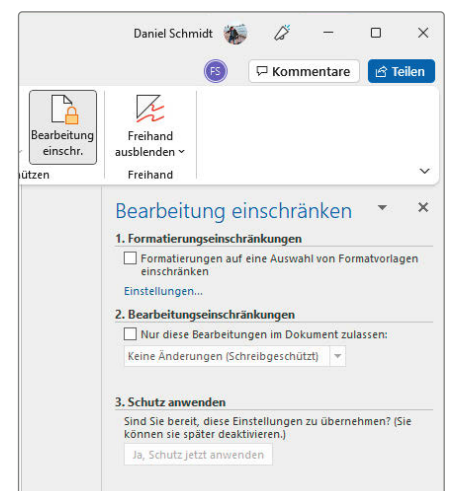 Daniel Schmidt
FS
Kommentare
Teilen
Bearbeitung
einschr.
Freihand
ausblenden
Freihand
Bearbeitung einschränken
1. Formatierungseinschränkungen
Formatierungen auf eine Auswahl von Formatvorlagen
einschränken
Einstellungen...
2. Bearbeitungseinschränkungen
Nur diese Bearbeitungen im Dokument zulassen:
Keine Änderungen (Schreibgeschützt)
3. Schutz anwenden
Sind Sie bereit, diese Einstellungen zu übernehmen? (Sie
können sie später deaktivieren.)
Ja, Schutz jetzt anwenden